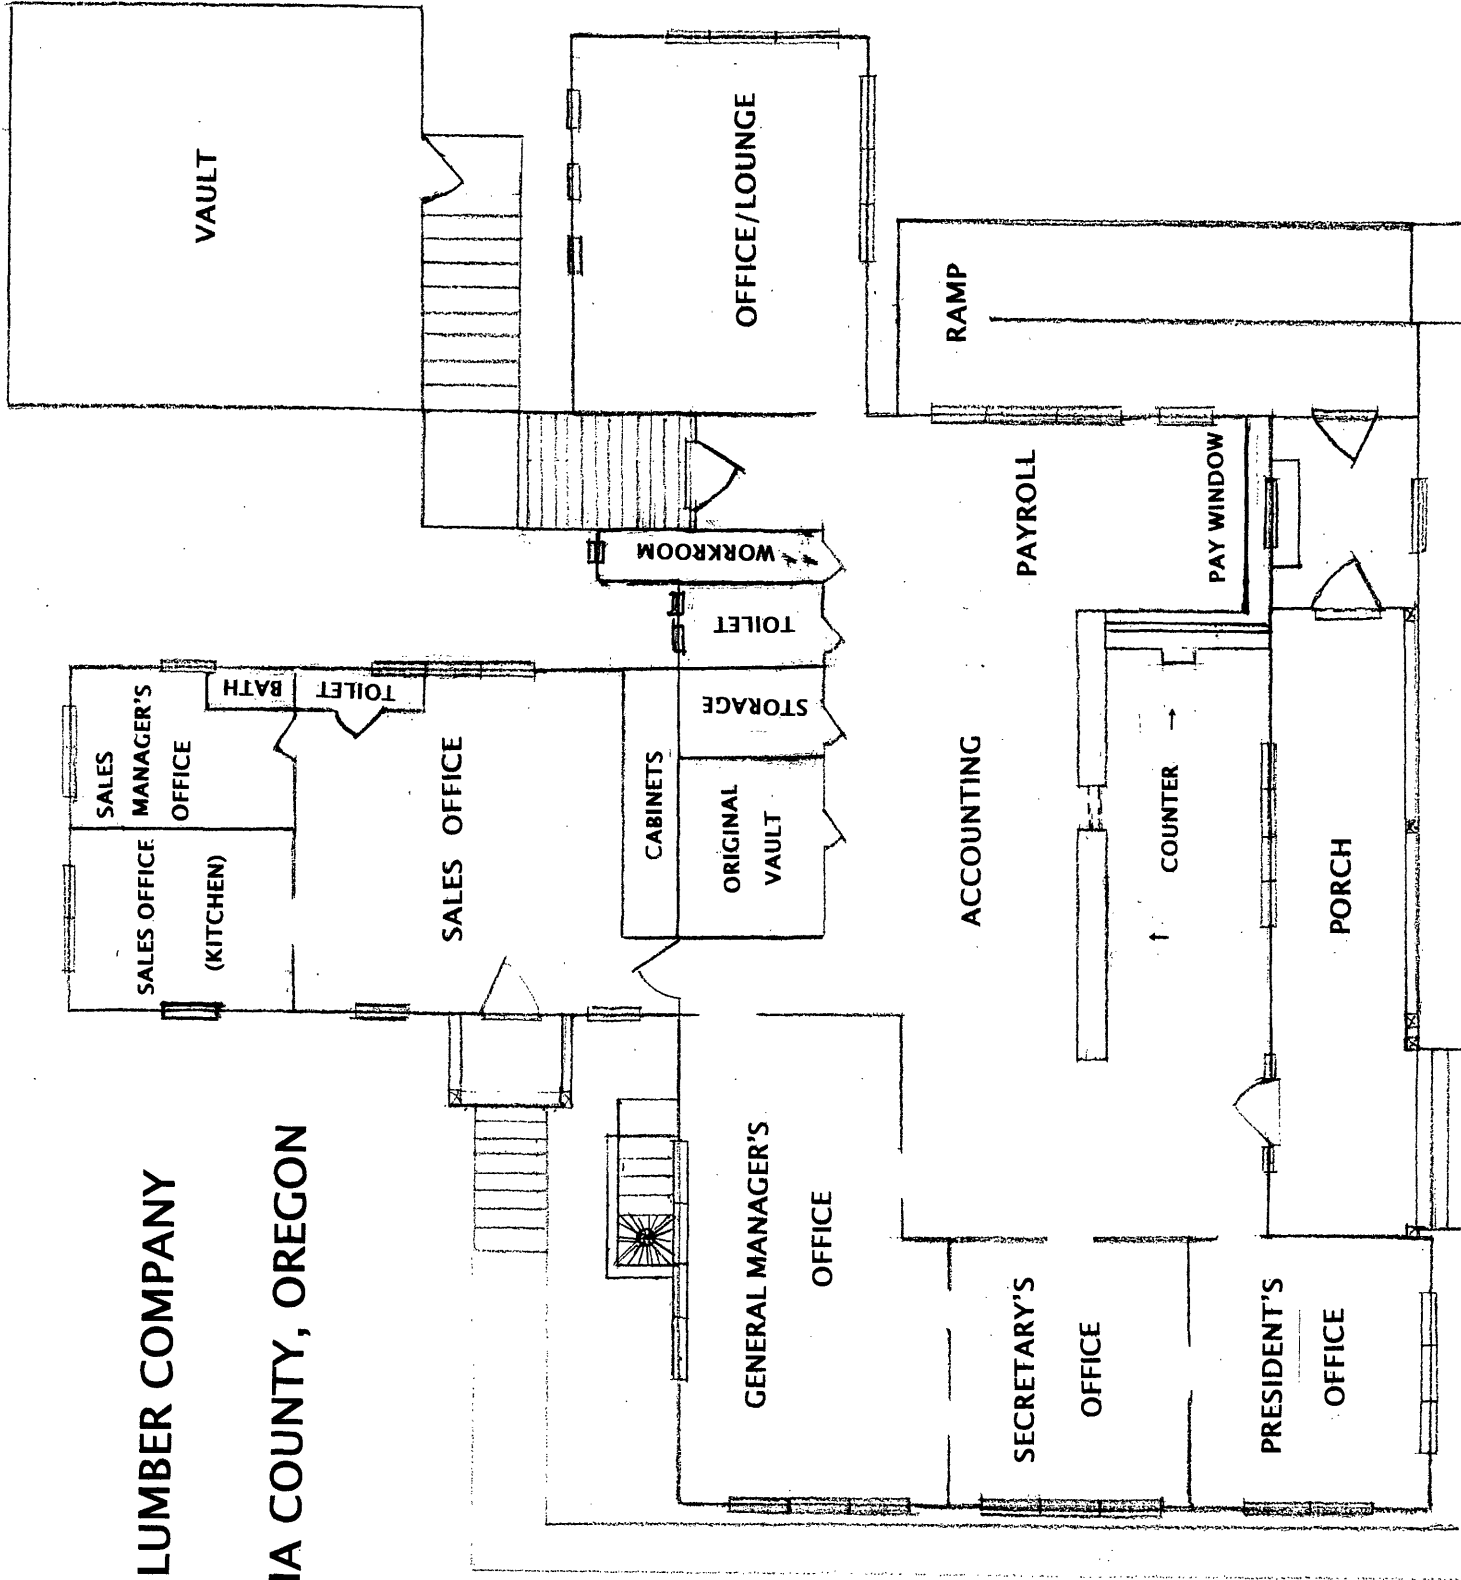 LUMBER COMPANY
IA COUNTY, OREGON
VAULT
OFFICE/LOUNGE
RAMP
WORKROOM
TOILET
STORAGE
PAYROLL
PAY WINDOW
BATH
TOILET
SALES
MANAGER'S
OFFICE
SALES OFFICE
(KITCHEN)
SALES OFFICE
CABINETS
ORIGINAL
VAULT
ACCOUNTING
← COUNTER →
PORCH
GENERAL MANAGER'S
OFFICE
SECRETARY'S
OFFICE
PRESIDENT'S
OFFICE